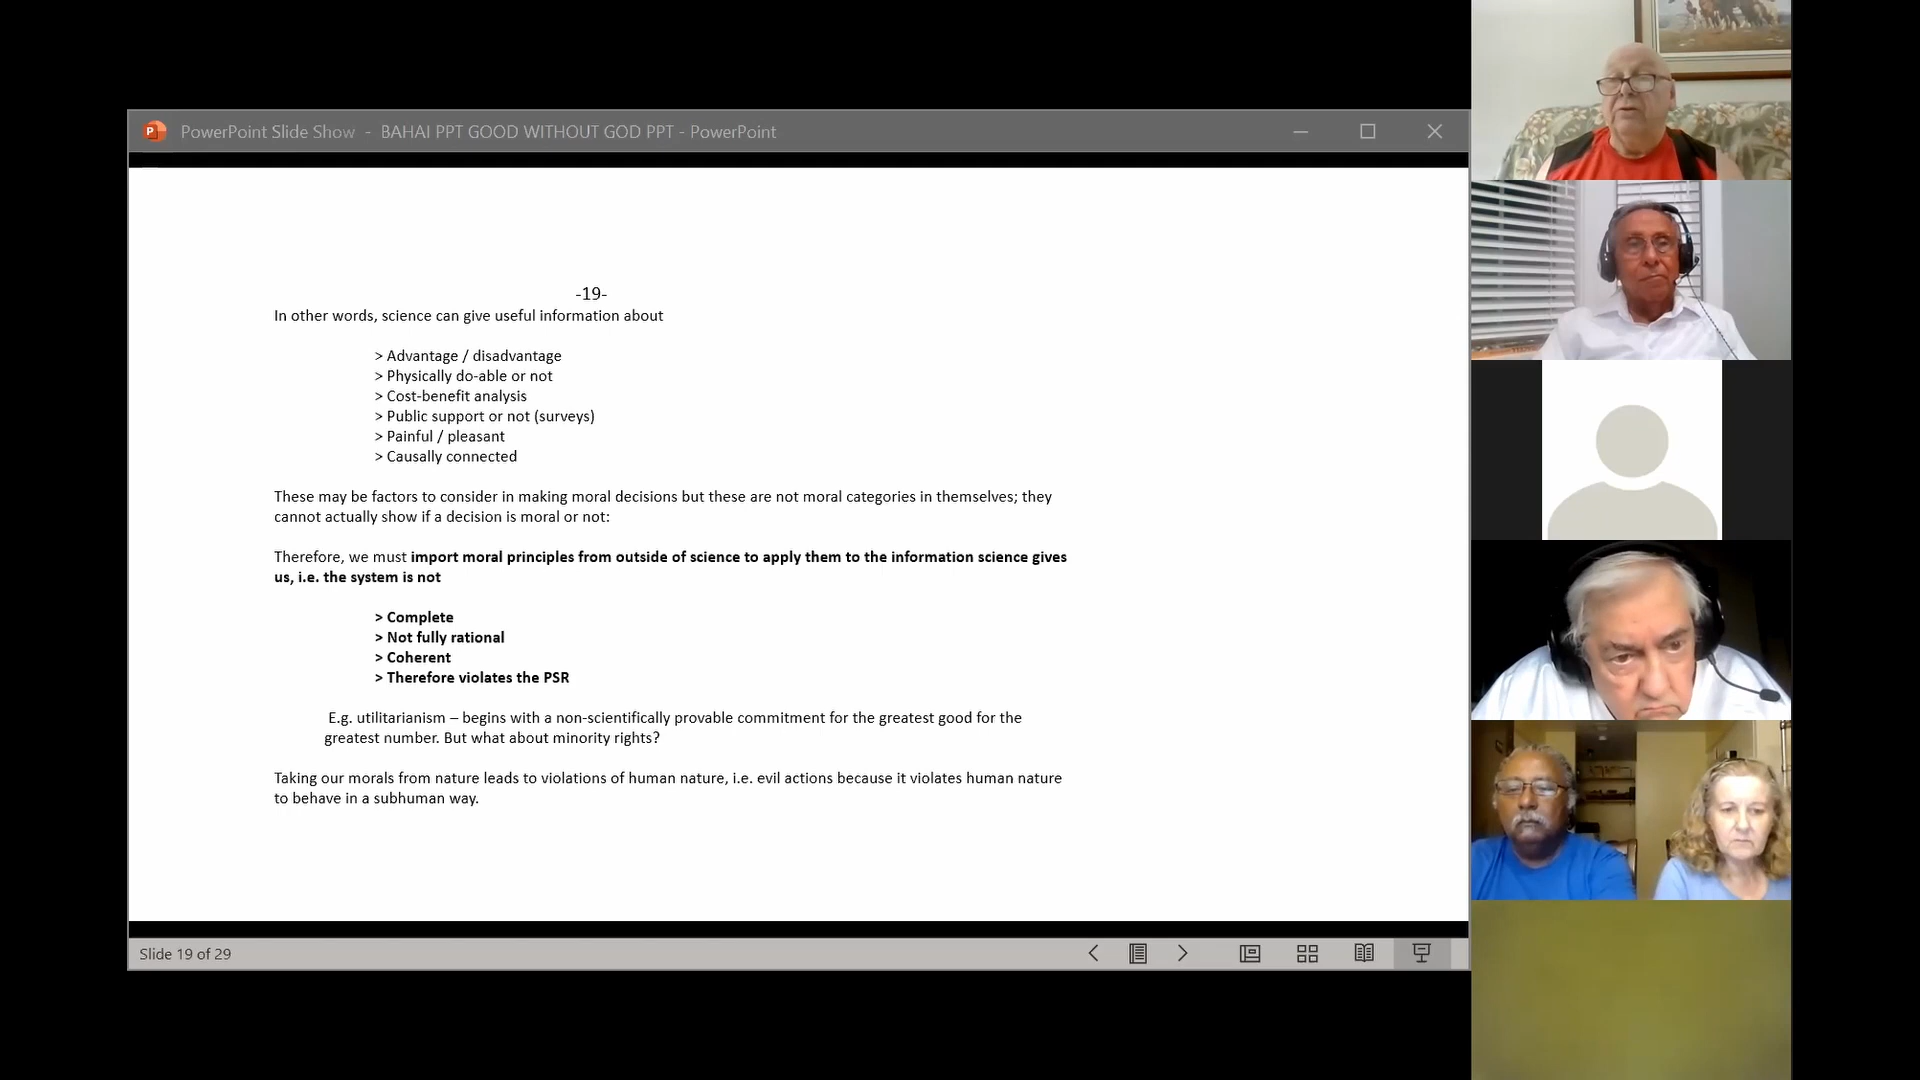 PowerPoint Slide Show - BAHAI PPT GOOD WITHOUT GOD PPT - PowerPoint
-19-
In other words, science can give useful information about
> Advantage / disadvantage
> Physically do-able or not
> Cost-benefit analysis
> Public support or not (surveys)
> Painful / pleasant
> Causally connected
These may be factors to consider in making moral decisions but these are not moral categories in themselves; they
cannot actually show if a decision is moral or not:
Therefore, we must import moral principles from outside of science to apply them to the information science gives
us, i.e. the system is not
> Complete
> Not fully rational
> Coherent
> Therefore violates the PSR
E.g. utilitarianism – begins with a non-scientifically provable commitment for the greatest good for the
greatest number. But what about minority rights?
Taking our morals from nature leads to violations of human nature, i.e. evil actions because it violates human nature
to behave in a subhuman way.
Slide 19 of 29